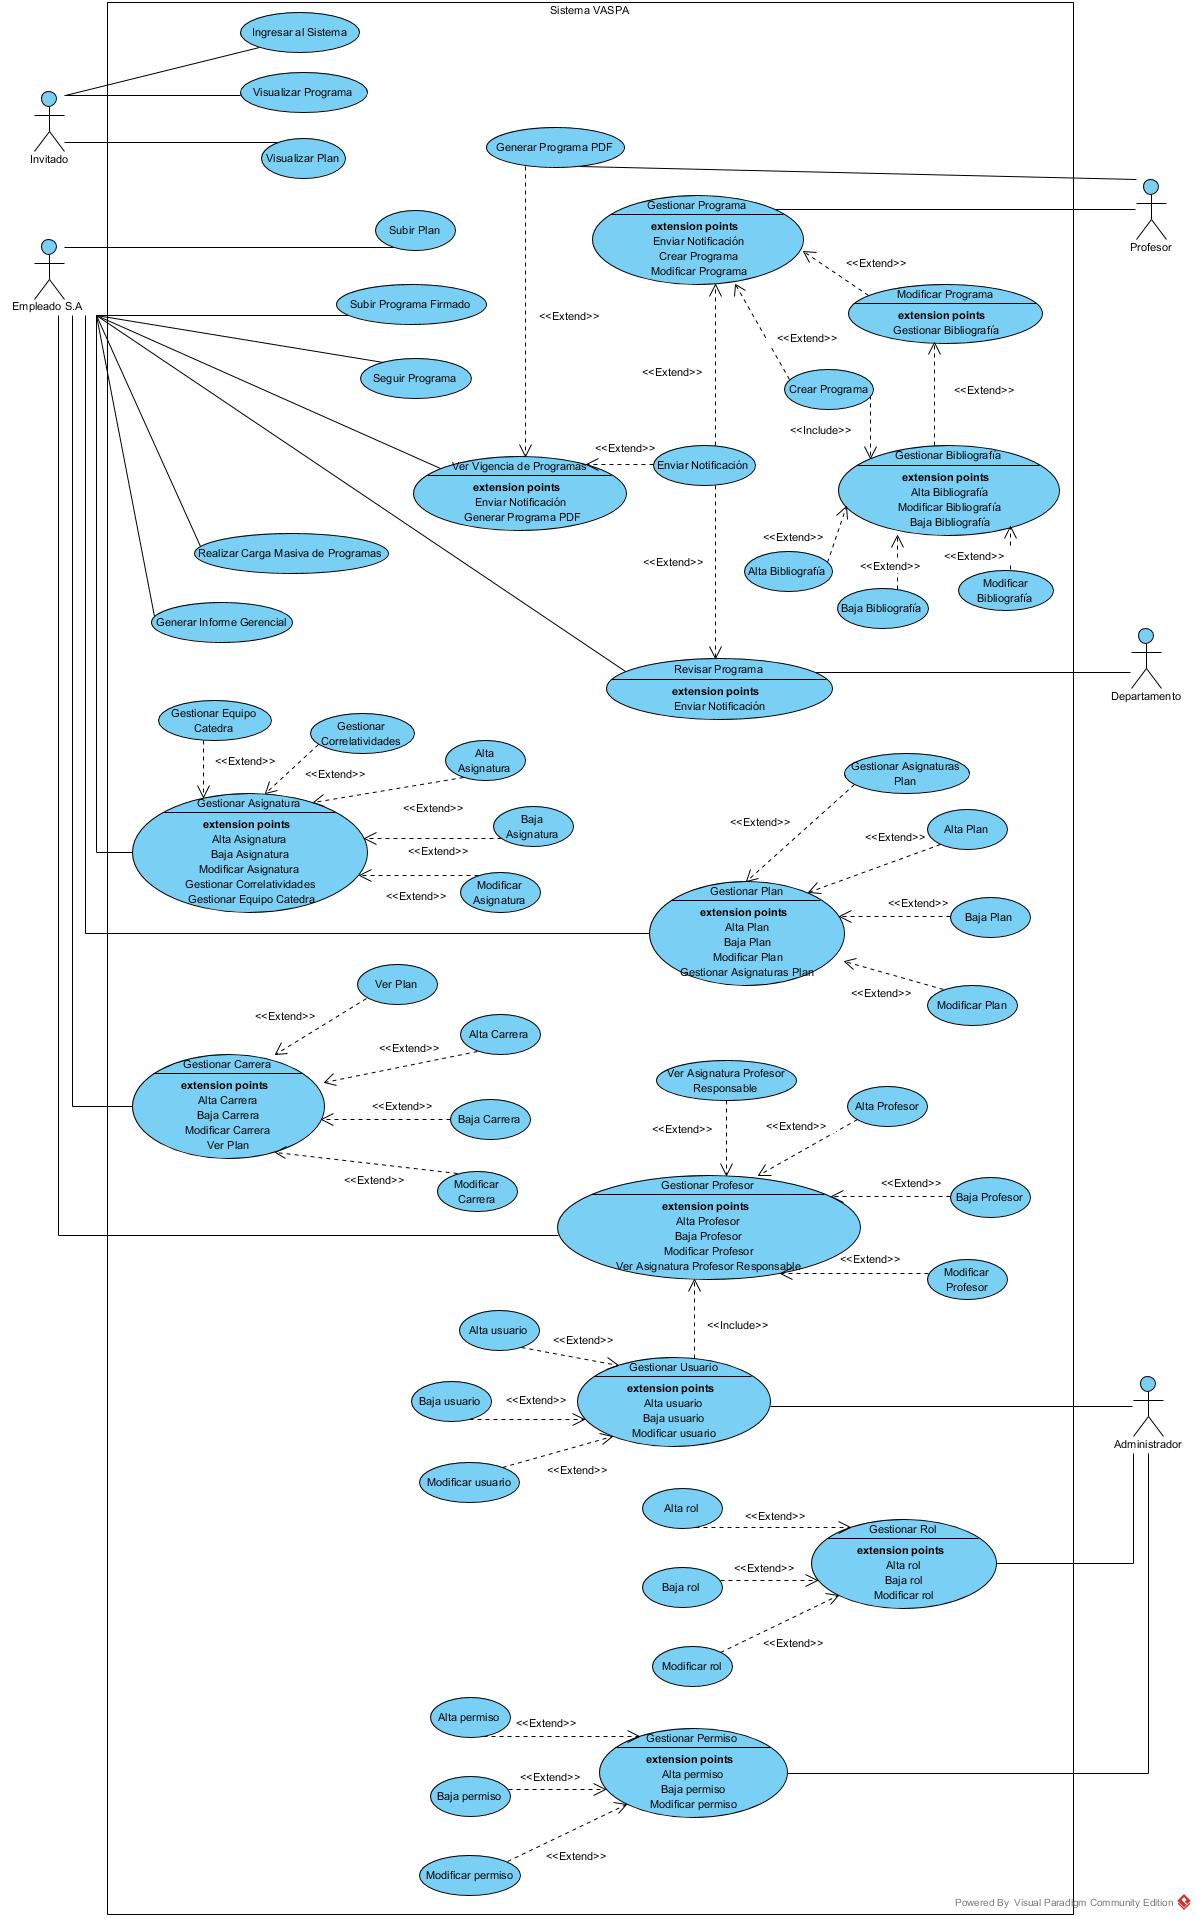 Sistema VASPA
Ingresar al Sistema
Visualizar Programa
Invitado
Visualizar Plan
Generar Programa PDF
Profesor
Gestionar Programa
extension points
Enviar Notificación
Crear Programa
Modificar Programa
<<Extend>>
Subir Plan
Empleado S.A
Subir Programa Firmado
Modificar Programa
extension points
Gestionar Bibliografía
<<Extend>>
<<Extend>>
Seguir Programa
<<Extend>>
Crear Programa
<<Extend>>
<<Include>>
<<Extend>>
Ver Vigencia de Programas
extension points
Enviar Notificación
Generar Programa PDF
Enviar Notificación
Gestionar Bibliografía
extension points
Alta Bibliografía
Modificar Bibliografía
Baja Bibliografía
<<Extend>>
<<Extend>>
<<Extend>>
<<Extend>>
Alta Bibliografía
Baja Bibliografía
Modificar
Bibliografía
Realizar Carga Masiva de Programas
Generar Informe Gerencial
Revisar Programa
extension points
Enviar Notificación
Departamento
Gestionar Equipo
Catedra
Gestionar
Correlatividades
Alta
Asignatura
<<Extend>>
<<Extend>>
<<Extend>>
Baja
Asignatura
<<Extend>>
Modificar
Asignatura
<<Extend>>
Gestionar Asignatura
extension points
Alta Asignatura
Baja Asignatura
Modificar Asignatura
Gestionar Correlatividades
Gestionar Equipo Catedra
Gestionar Asignaturas
Plan
<<Extend>>
Alta Plan
<<Extend>>
Baja Plan
<<Extend>>
Modificar Plan
<<Extend>>
Gestionar Plan
extension points
Alta Plan
Baja Plan
Modificar Plan
Gestionar Asignaturas Plan
Ver Plan
<<Extend>>
Alta Carrera
<<Extend>>
Baja Carrera
<<Extend>>
Modificar
Carrera
<<Extend>>
Gestionar Carrera
extension points
Alta Carrera
Baja Carrera
Modificar Carrera
Ver Plan
Ver Asignatura Profesor
Responsable
<<Extend>>
Alta Profesor
<<Extend>>
Baja Profesor
<<Extend>>
Modificar
Profesor
<<Extend>>
Gestionar Profesor
extension points
Alta Profesor
Baja Profesor
Modificar Profesor
Ver Asignatura Profesor Responsable
<<Include>>
Alta usuario
<<Extend>>
Baja usuario
<<Extend>>
Modificar usuario
<<Extend>>
Gestionar Usuario
extension points
Alta usuario
Baja usuario
Modificar usuario
Administrador
Alta rol
<<Extend>>
Baja rol
<<Extend>>
Modificar rol
<<Extend>>
Gestionar Rol
extension points
Alta rol
Baja rol
Modificar rol
Alta permiso
<<Extend>>
Baja permiso
<<Extend>>
Modificar permiso
<<Extend>>
Gestionar Permiso
extension points
Alta permiso
Baja permiso
Modificar permiso
Powered By Visual Paradigm Community Edition